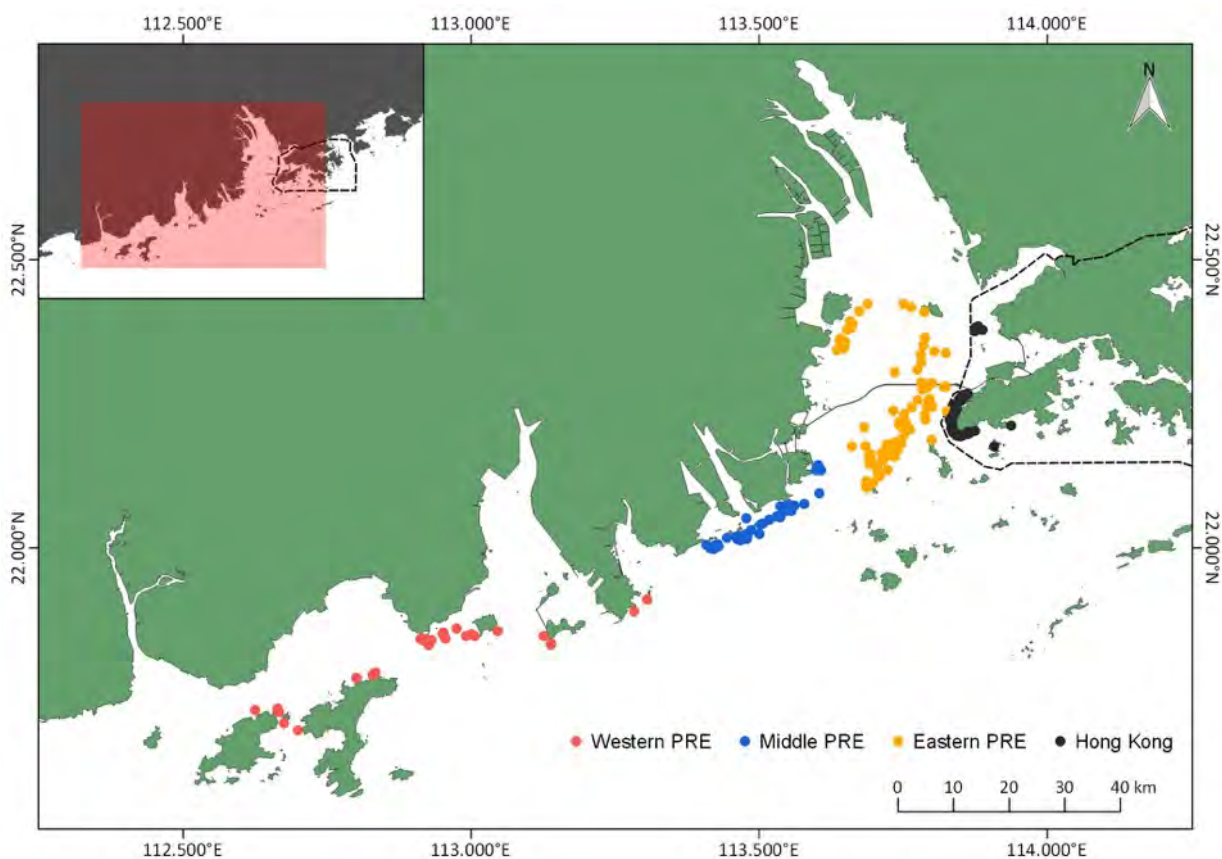 112.500°E 113.000°E 113.500°E 114.000°E
N
22.500°N 22.500°N
22.000°N 22.000°N
Western PRE Middle PRE Eastern PRE Hong Kong
0 10 20 30 40 km
112.500°E 113.000°E 113.500°E 114.000°E